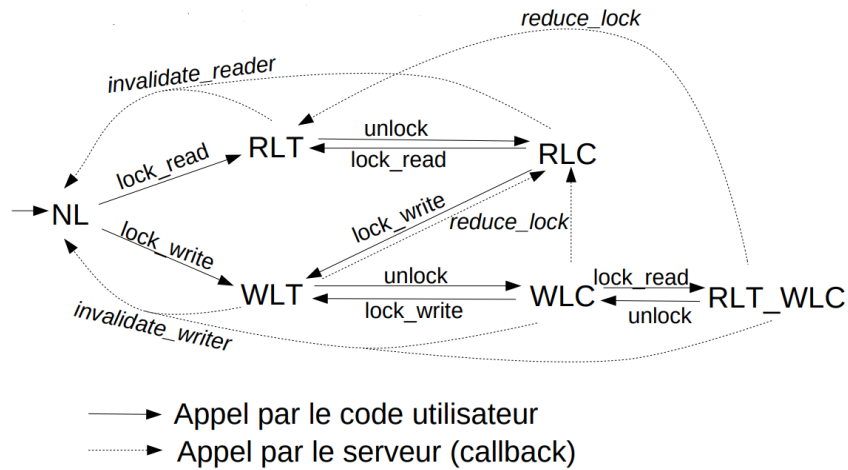 reduce_lock
invalidate_reader
unlock
RLT
RLC
lock_read
lock_read
NL
lock_write
reduce_lock
lock_write
unlock
lock_read
WLT
WLC
RLT_WLC
lock_write
unlock
invalidate_writer
Appel par le code utilisateur
Appel par le serveur (callback)